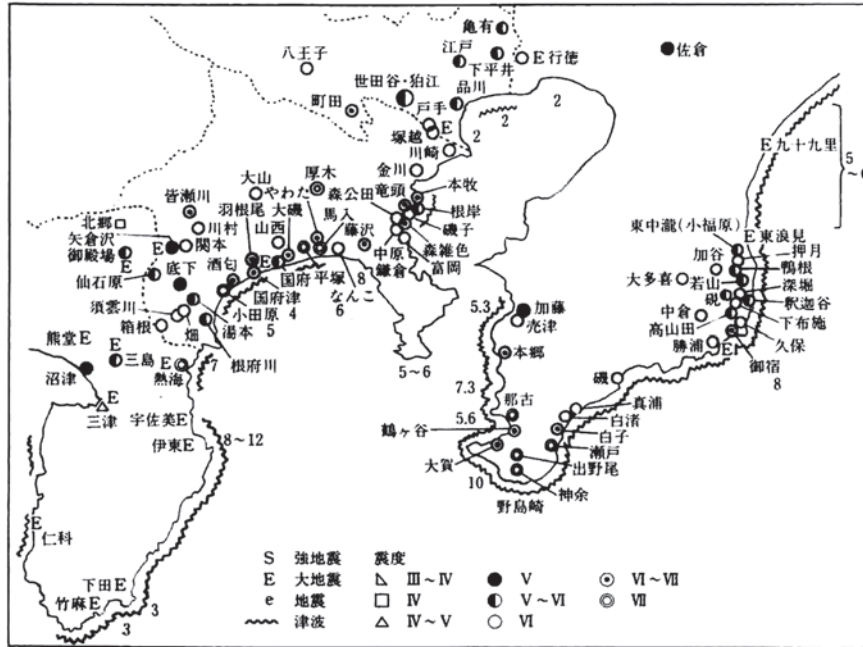 亀有
江戸
E行徳
佐倉
八王子
下平井
世田谷・狛江
品川
町田
戸手
塚越
E
川崎
2
2
2
金川
E九十九里
5
大山
やわた
厚木
森公田
竜頭
本牧
皆瀬川
羽根尾
大磯
馬入
根岸
北郷
川村
山西
藤沢
磯子
矢倉沢
関本
中原
森雑色
御殿場
E
E
鎌倉
富岡
仙石原
底下
酒匂
E
国府
平塚
8
なんこ
6
国府津
4
5
小田原
須雲川
箱根
畑
湯本
根府川
熊堂E
三島
熱海
7
沼津
E
三津
宇佐美E
伊東E
8～12
E
仁科
下田E
竹麻E
3
3
5～6
5.3
加藤
売津
本郷
7.3
那古
5.6
鶴ヶ谷
大賀
10
野島崎
真浦
白渚
白子
瀬戸
出野尾
神余
磯
東中瀧(小福原)
E東浪見
押月
加谷
鴨根
大多喜
若山
深堀
硯
釈迦谷
中倉
高山田
下布施
勝浦
久保
E
御宿
8
S 強地震 震度
E 大地震 III～IV V VI～VII
e 地震 IV V～VI VII
津波 IV～V VI